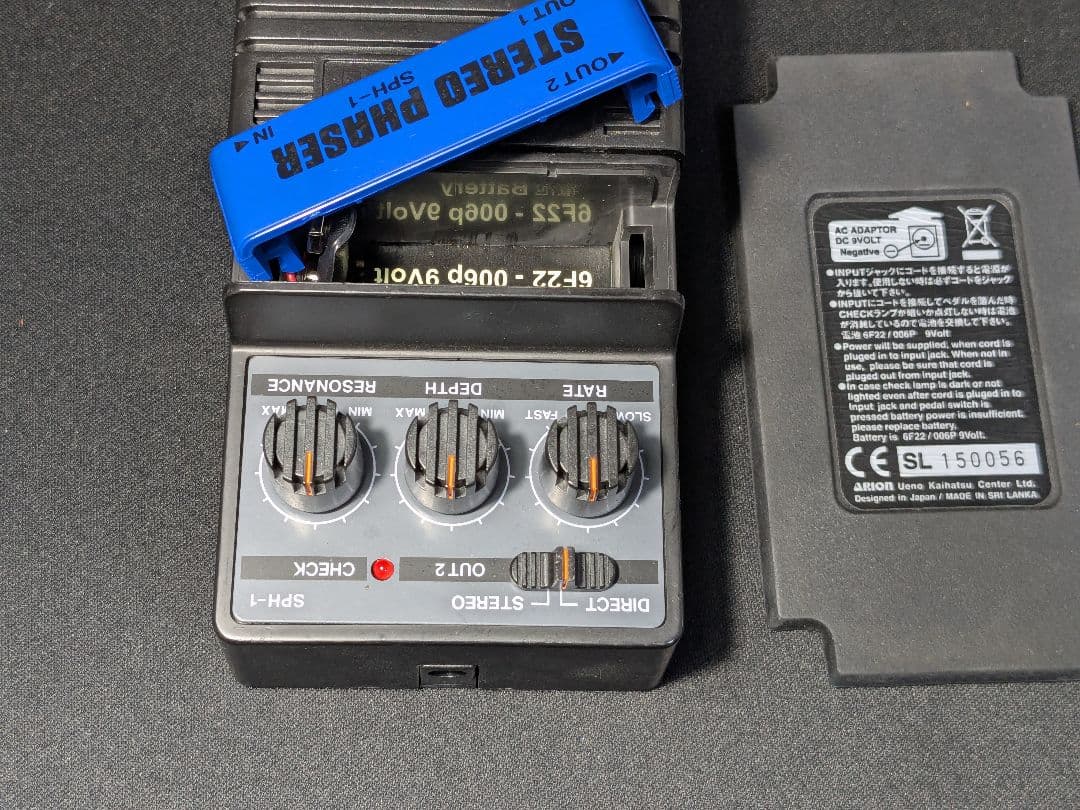 STEREO PHASER
SPH-1
IN
OUT 1
OUT 2
Battery
6F22 - 006p 9Volt
6F22 - 006p 9Volt
RATE
DEPTH
RESONANCE
SLOW
FAST
MIN
MAX
MIN
MAX
OUT 2
CHECK
DIRECT
STEREO
SPH-1
AC ADAPTOR
DC 9VOLT
Negative
●INPUTジャックにコードを接続すると電源が
入ります。使用しない時は必ずコードをジャック
から抜いて下さい。
●INPUTにコードを接続してペダルを踏んだ時
CHECKランプが暗いか点灯しない時は電池
が消耗しているので電池を交換して下さい。
電池 6F22 / 006P 9Volt
●Power will be supplied, when cord is
pluged in to input jack. When not in
use, please be sure that cord is
pluged out from input jack.
●In case check lamp is dark or not
lighted even after cord is pluged in to
input jack and pedal switch is
pressed battery power is insufficient.
please replace battery.
Battery is 6F22 / 006P 9Volt.
CE SL 150056
ARION Ueno Kaihatsu Center Ltd.
Designed in Japan / MADE IN SRI LANKA